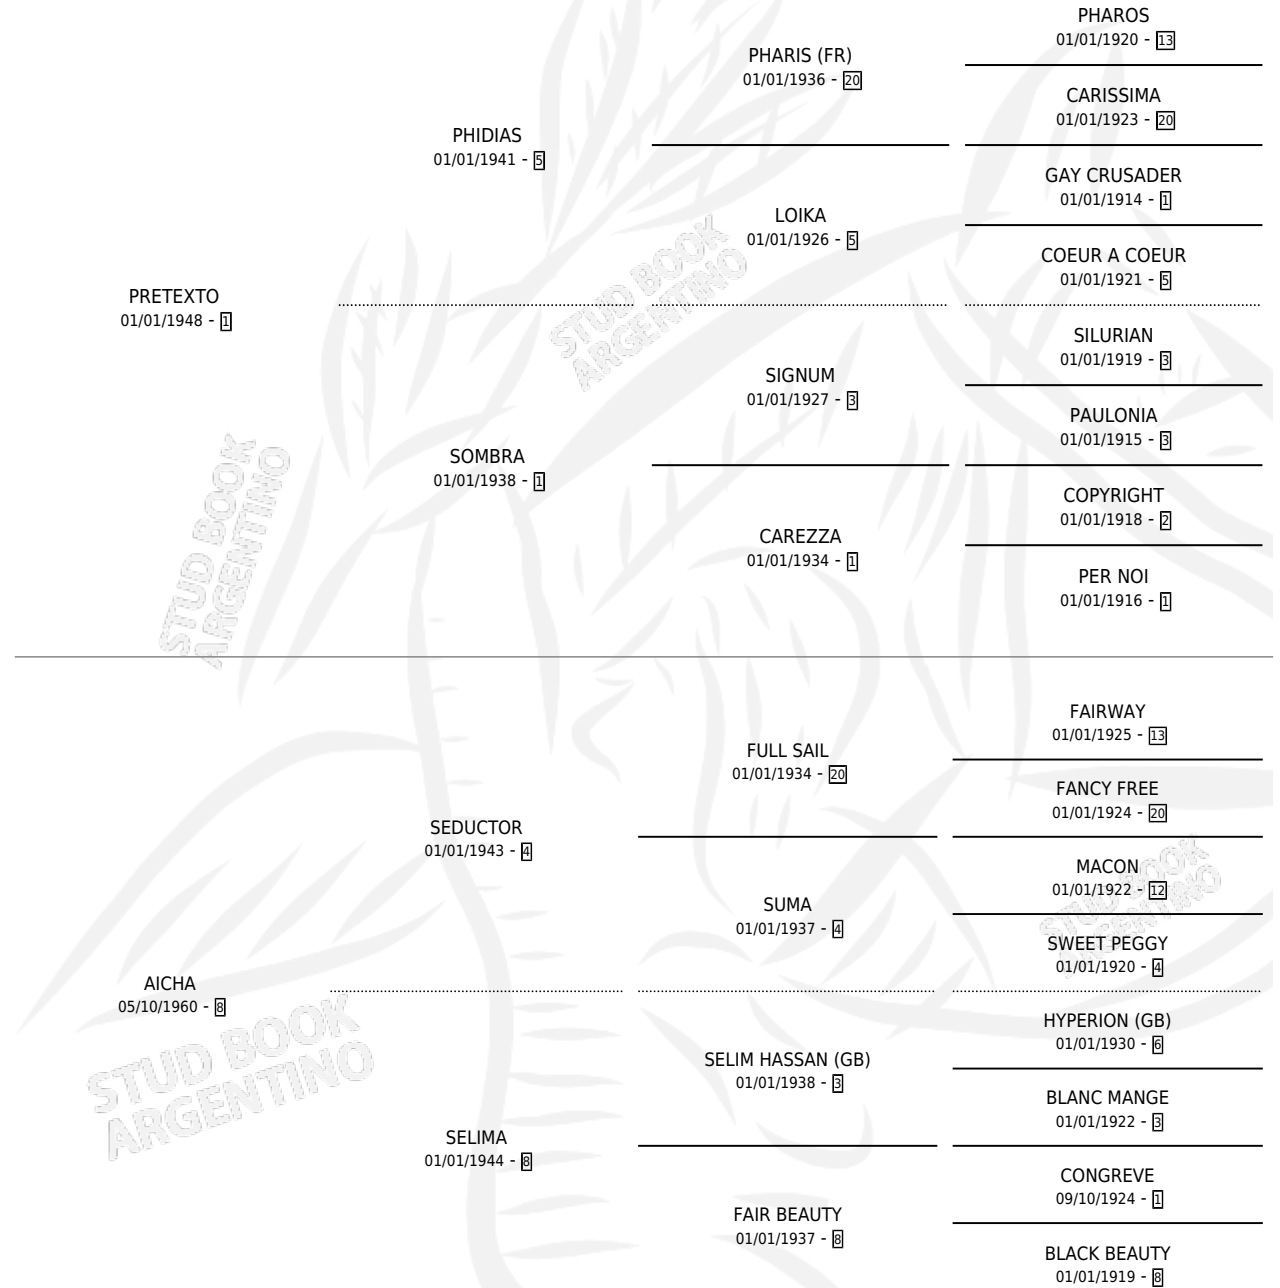 PHAROS
01/01/1920 - 13
PHARIS (FR)
01/01/1936 - 20
CARISSIMA
01/01/1923 - 20
PHIDIAS
01/01/1941 - 5
GAY CRUSADER
01/01/1914 - 1
LOIKA
01/01/1926 - 5
COEUR A COEUR
01/01/1921 - 5
PRETEXTO
01/01/1948 - 1
SILURIAN
01/01/1919 - 3
SIGNUM
01/01/1927 - 3
PAULONIA
01/01/1915 - 3
SOMBRA
01/01/1938 - 1
COPYRIGHT
01/01/1918 - 2
CAREZZA
01/01/1934 - 1
PER NOI
01/01/1916 - 1
STUD BOOK
ARGENTINO
STUD BOOK
ARGENTINO
FAIRWAY
01/01/1925 - 13
FULL SAIL
01/01/1934 - 20
FANCY FREE
01/01/1924 - 20
SEDUCTOR
01/01/1943 - 4
MACON
01/01/1922 - 12
SUMA
01/01/1937 - 4
SWEET PEGGY
01/01/1920 - 4
AICHA
05/10/1960 - 8
HYPERION (GB)
01/01/1930 - 6
SELIM HASSAN (GB)
01/01/1938 - 3
BLANC MANGE
01/01/1922 - 3
SELIMA
01/01/1944 - 8
CONGREVE
09/10/1924 - 1
FAIR BEAUTY
01/01/1937 - 8
BLACK BEAUTY
01/01/1919 - 8
STUD BOOK
ARGENTINO
STUD BOOK
ARGENTINO